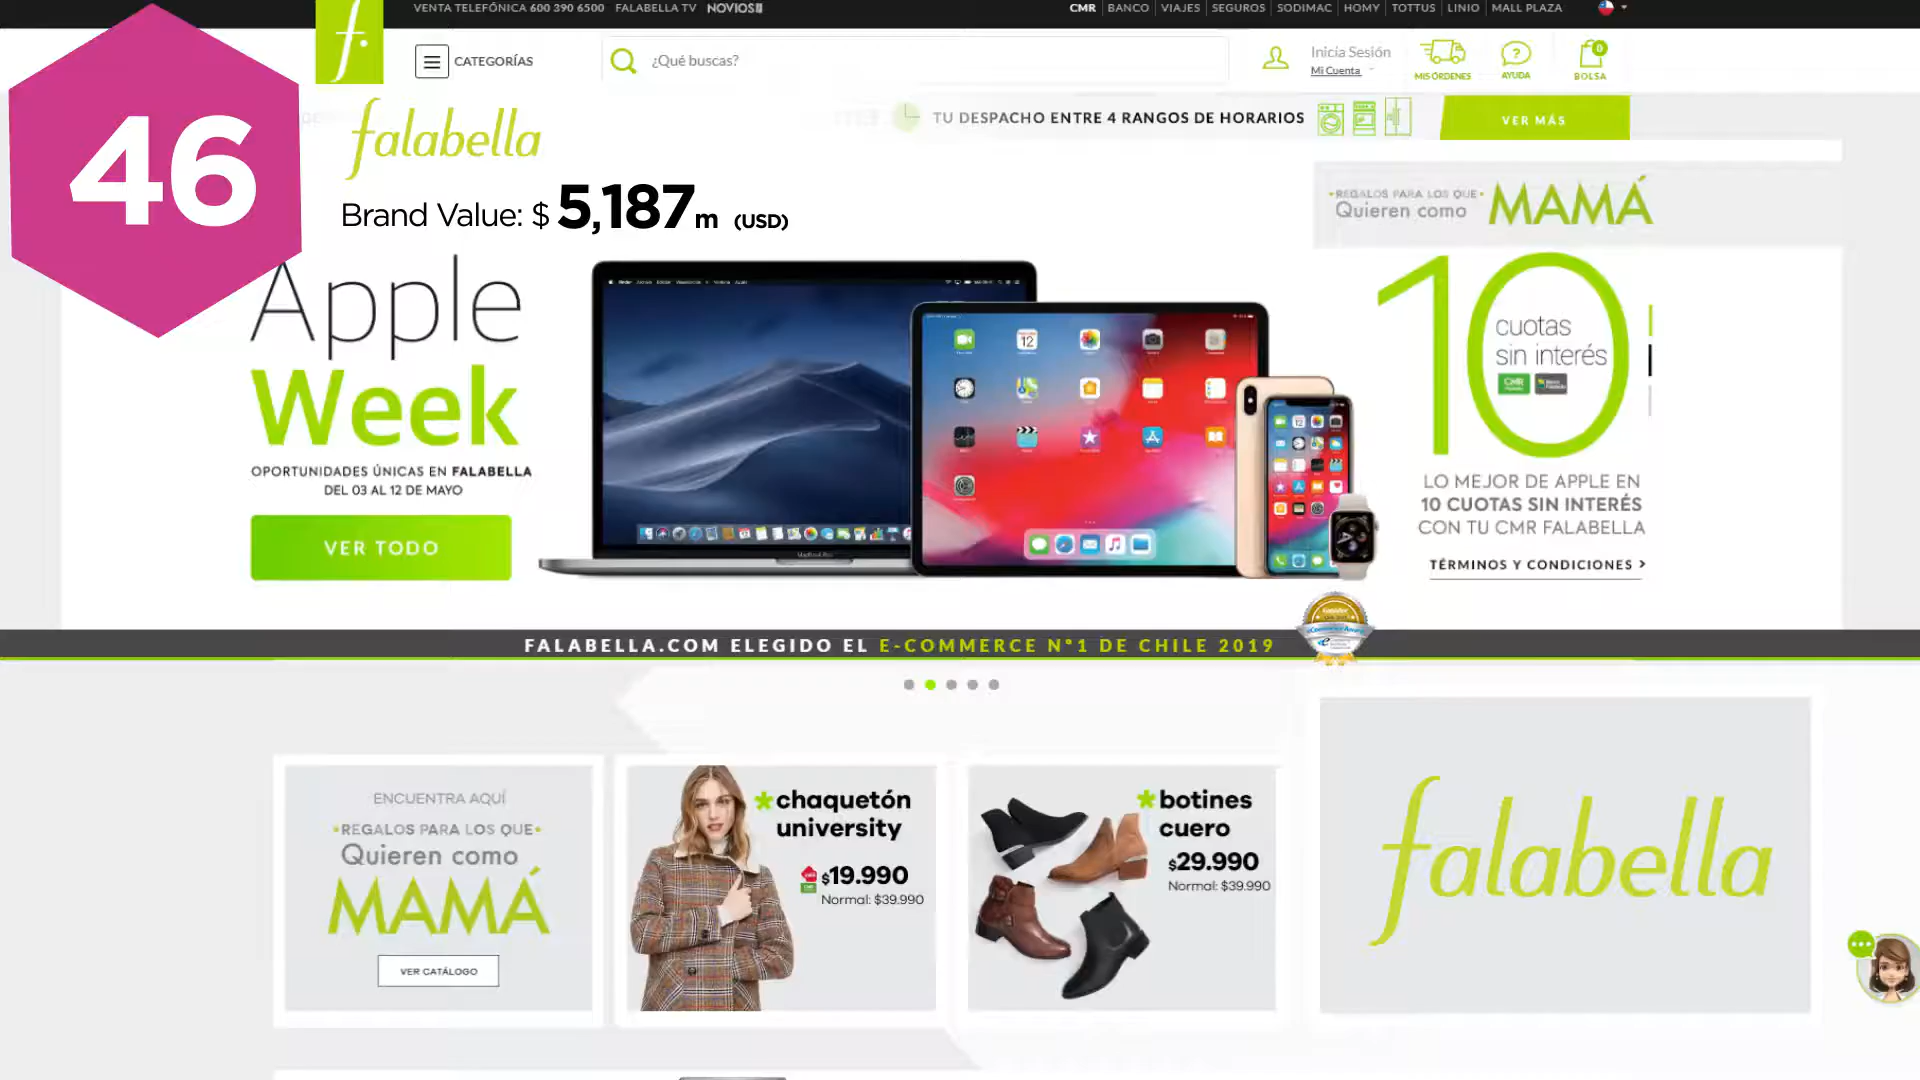 VENTA TELEFÓNICA 600 390 6500 FALABELLA TV NOVIOS
CMR BANCO VIAJES SEGUROS SODIMAC HOMY TOTTUS LINIO MALL PLAZA
f.
CATEGORÍAS
¿Qué buscas?
Inicia Sesión
Mi Cuenta
MIS ÓRDENES
AYUDA
0
BOLSA
46
falabella
Brand Value: $ 5,187m (USD)
TU DESPACHO ENTRE 4 RANGOS DE HORARIOS
VER MÁS
•REGALOS PARA LOS QUE•
Quieren como
MAMÁ
Apple
Week
OPORTUNIDADES ÚNICAS EN FALABELLA
DEL 03 AL 12 DE MAYO
VER TODO
10
cuotas
sin interés
CMR
LO MEJOR DE APPLE EN
10 CUOTAS SIN INTERÉS
CON TU CMR FALABELLA
TÉRMINOS Y CONDICIONES >
FALABELLA.COM ELEGIDO EL E-COMMERCE N°1 DE CHILE 2019
ENCUENTRA AQUÍ
•REGALOS PARA LOS QUE•
Quieren como
MAMÁ
VER CATÁLOGO
*chaquetón
university
$19.990
Normal: $39.990
*botines
cuero
$29.990
Normal: $39.990
falabella